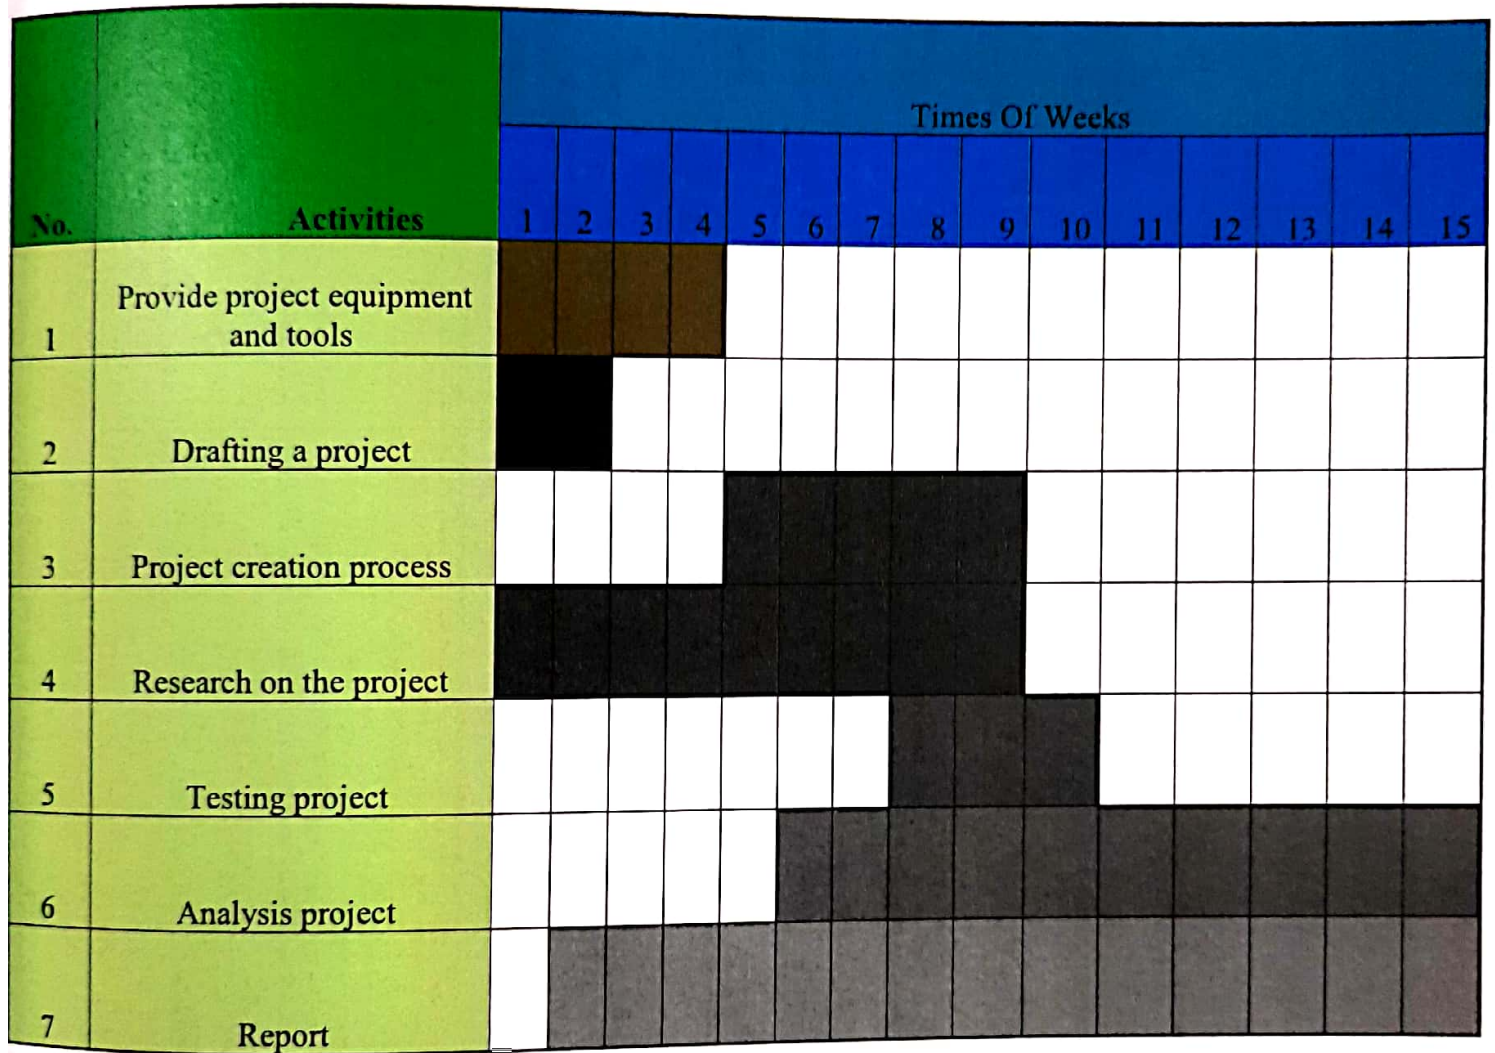 Times Of Weeks
No. Activities 1 2 3 4 5 6 7 8 9 10 11 12 13 14 15
Provide project equipment
1 and tools
2 Drafting a project
3 Project creation process
4 Research on the project
5 Testing project
6 Analysis project
7 Report